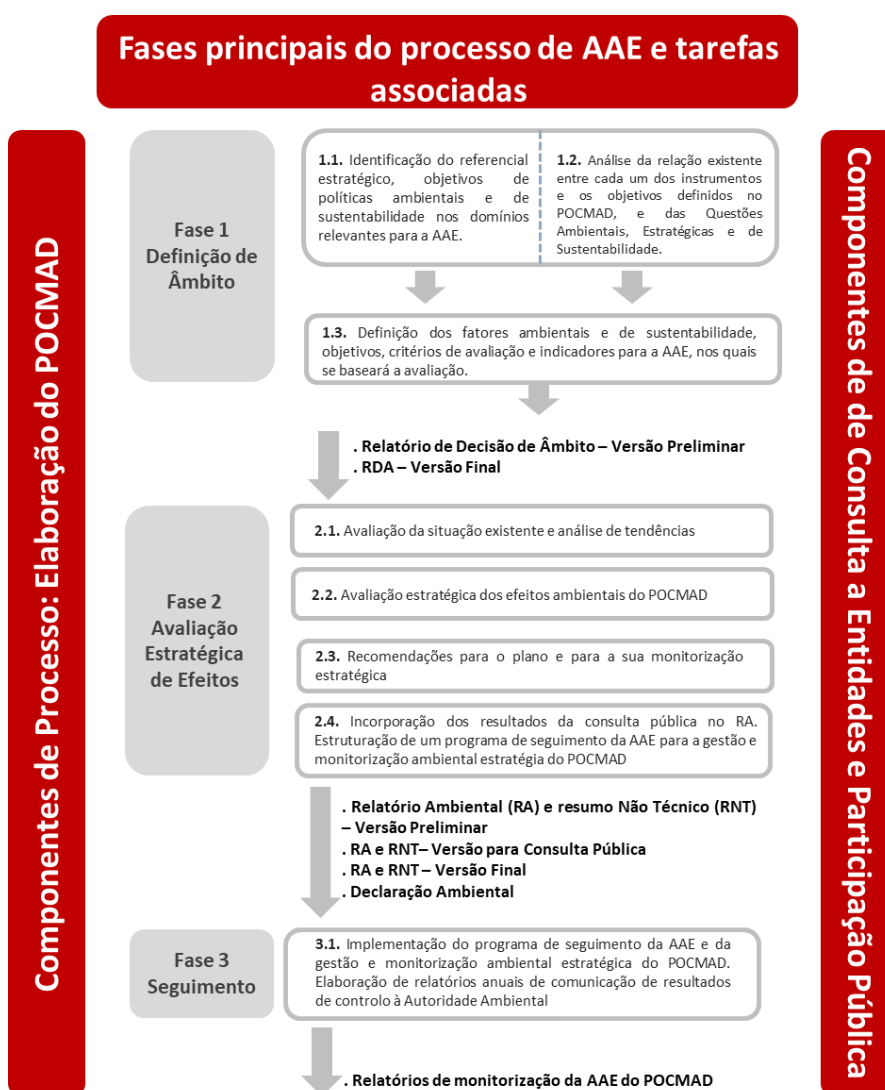 Fases principais do processo de AAE e tarefas
associadas
Componentes de Processo: Elaboração do POCMAD
Fase 1
Definição de
Âmbito
1.1. Identificação do referencial
estratégico, objetivos de
políticas ambientais e de
sustentabilidade nos domínios
relevantes para a AAE.
1.2. Análise da relação existente
entre cada um dos instrumentos
e os objetivos definidos no
POCMAD, e das Questões
Ambientais, Estratégicas e de
Sustentabilidade.
1.3. Definição dos fatores ambientais e de sustentabilidade,
objetivos, critérios de avaliação e indicadores para a AAE, nos quais
se baseará a avaliação.
. Relatório de Decisão de Âmbito – Versão Preliminar
. RDA – Versão Final
Fase 2
Avaliação
Estratégica
de Efeitos
2.1. Avaliação da situação existente e análise de tendências
2.2. Avaliação estratégica dos efeitos ambientais do POCMAD
2.3. Recomendações para o plano e para a sua monitorização
estratégica
2.4. Incorporação dos resultados da consulta pública no RA.
Estruturação de um programa de seguimento da AAE para a gestão e
monitorização ambiental estratégia do POCMAD
. Relatório Ambiental (RA) e resumo Não Técnico (RNT)
– Versão Preliminar
. RA e RNT– Versão para Consulta Pública
. RA e RNT – Versão Final
. Declaração Ambiental
Fase 3
Seguimento
3.1. Implementação do programa de seguimento da AAE e da
gestão e monitorização ambiental estratégica do POCMAD.
Elaboração de relatórios anuais de comunicação de resultados
de controlo à Autoridade Ambiental
. Relatórios de monitorização da AAE do POCMAD
Componentes de de Consulta a Entidades e Participação Pública